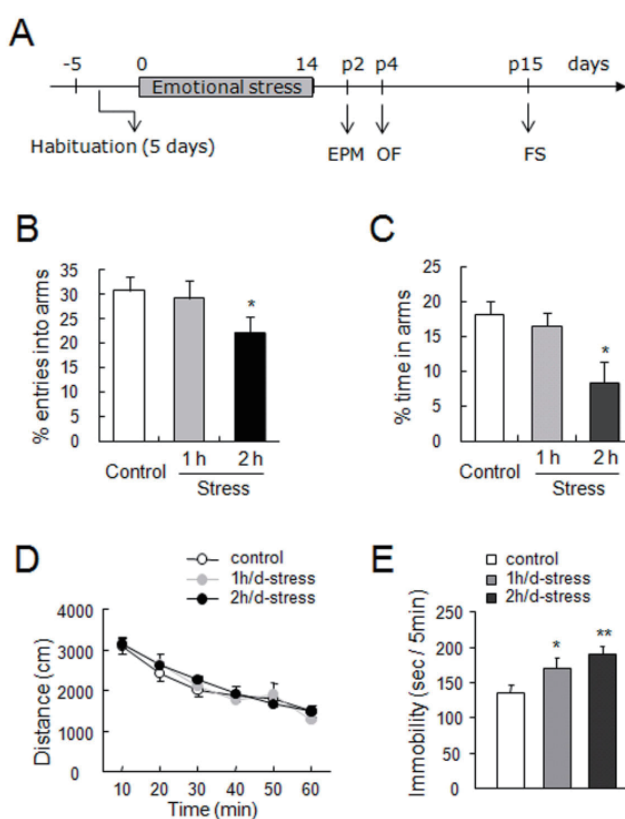 A
-5 0 14 p2 p4 p15 days
Emotional stress
Habituation (5 days)
EPM OF FS
B
% entries into arms
35
30
25
20
15
10
5
0
*
Control 1 h 2 h
Stress
C
% time in arms
25
20
15
10
5
0
*
Control 1 h 2 h
Stress
D
control
1h/d-stress
2h/d-stress
Distance (cm)
4000
3000
2000
1000
0
10 20 30 40 50 60
Time (min)
E
control
1h/d-stress
2h/d-stress
Immobility (sec / 5min)
250
200
150
100
50
0
* **